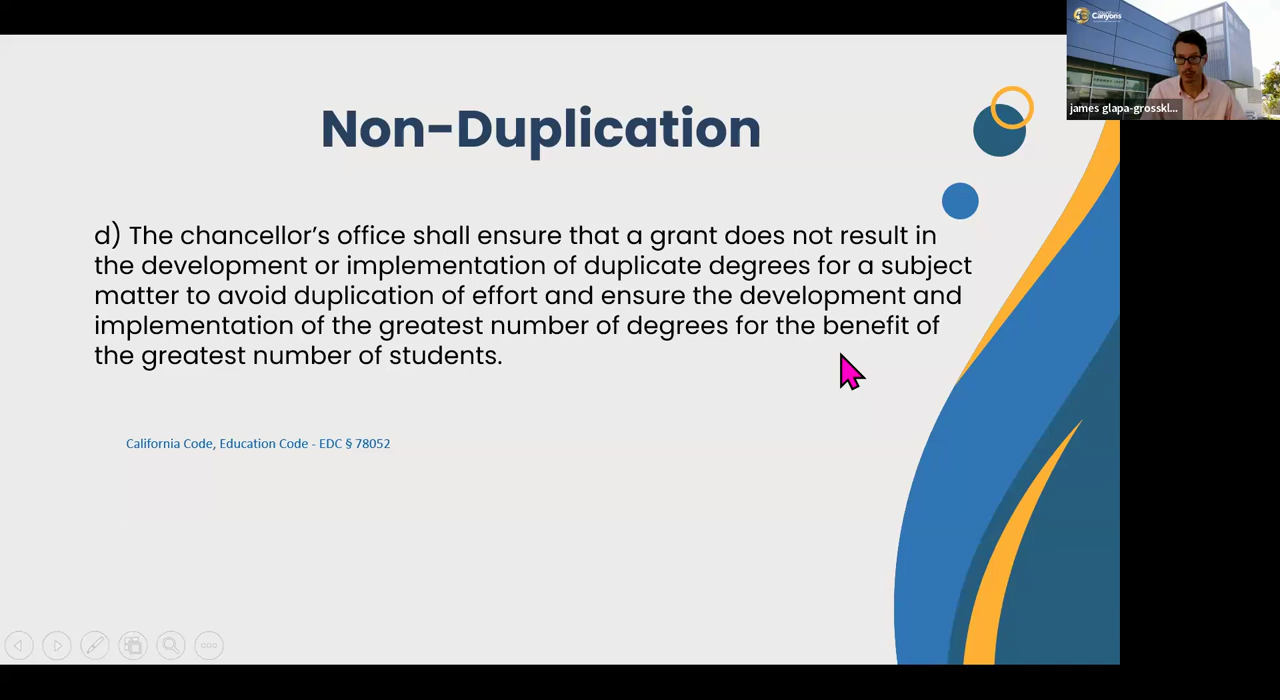 Canyons
james glapa-grosskl...
Non-Duplication
d) The chancellor’s office shall ensure that a grant does not result in
the development or implementation of duplicate degrees for a subject
matter to avoid duplication of effort and ensure the development and
implementation of the greatest number of degrees for the benefit of
the greatest number of students.
California Code, Education Code - EDC § 78052